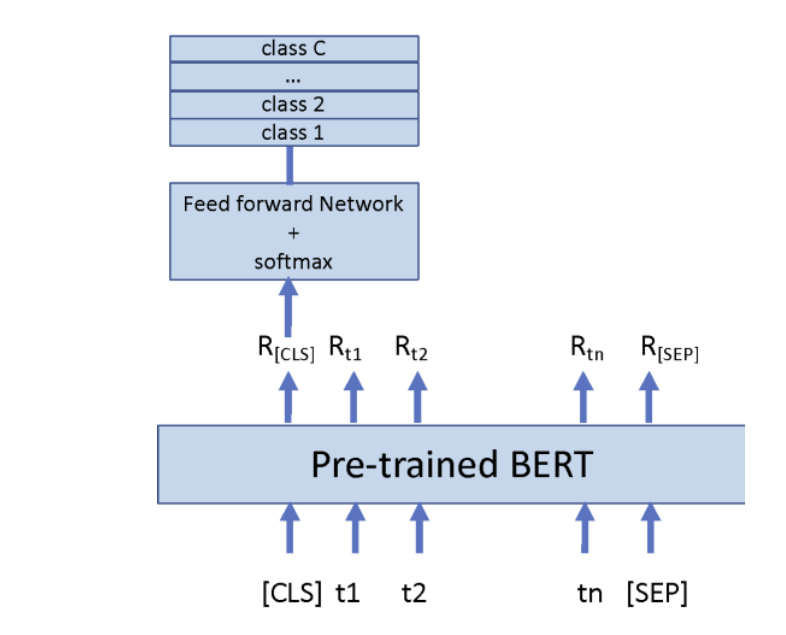 class C
...
class 2
class 1
Feed forward Network
+
softmax
R[CLS] Rt1 Rt2 Rtn R[SEP]
Pre-trained BERT
[CLS] t1 t2 tn [SEP]